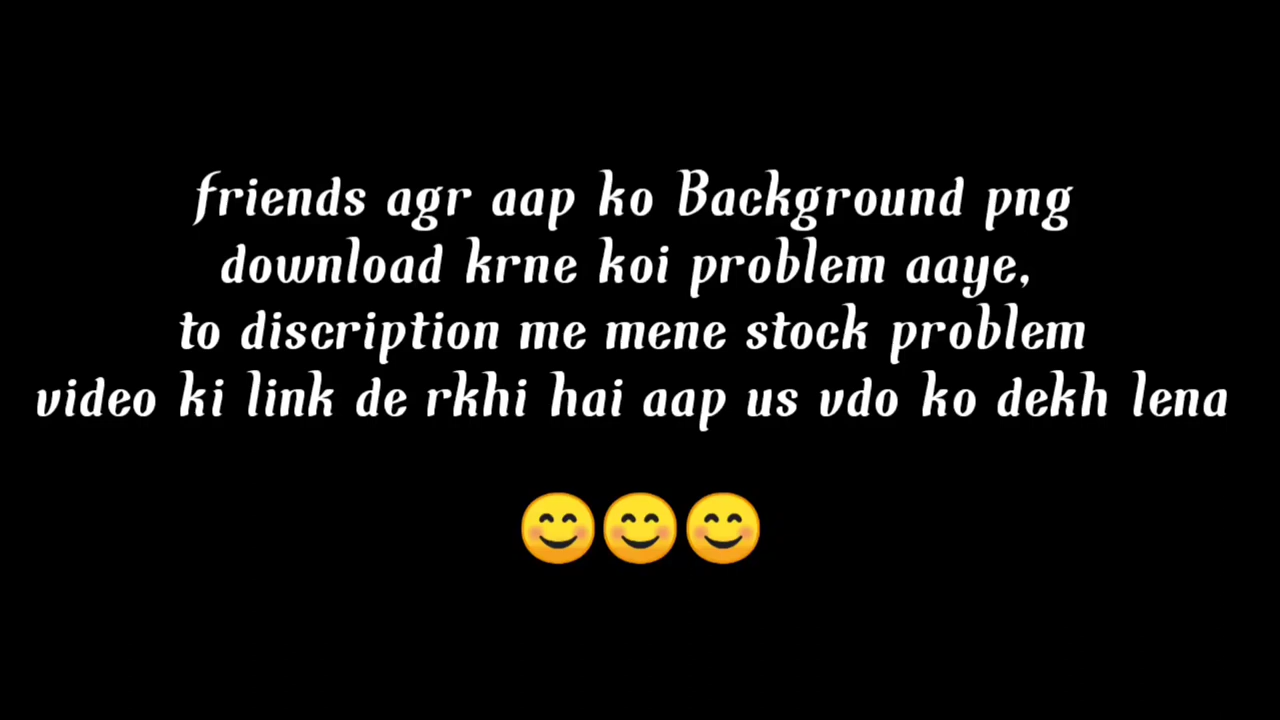 friends agr aap ko Background png
download krne koi problem aaye,
to discription me mene stock problem
video ki link de rkhi hai aap us vdo ko dekh lena
😊😊😊